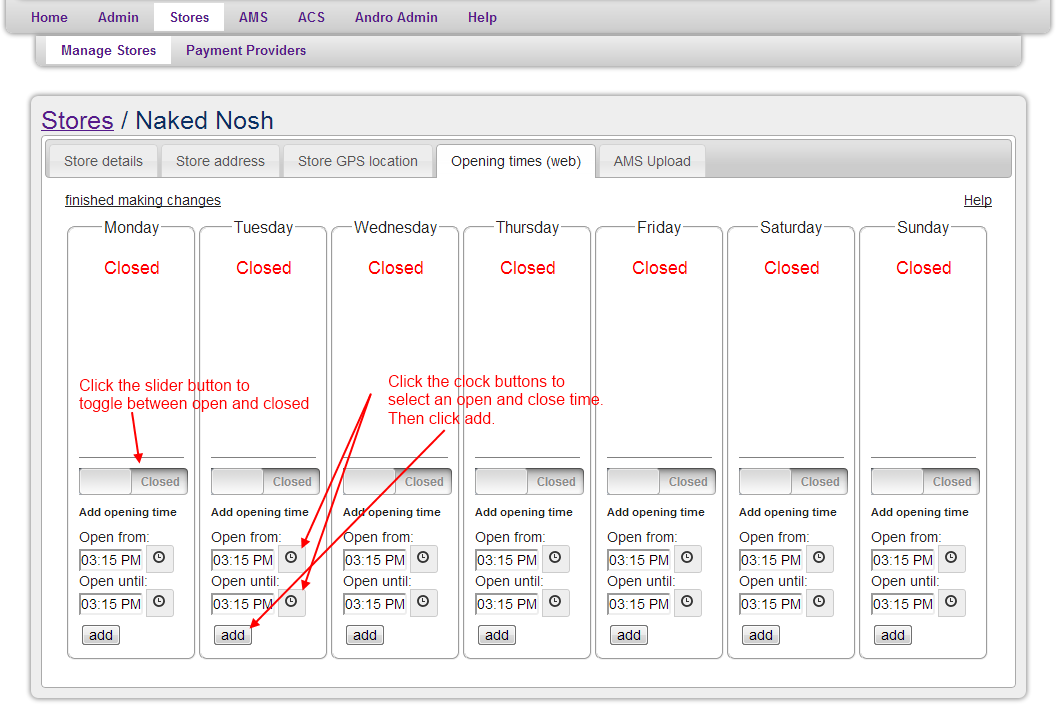 Home Admin Stores AMS ACS Andro Admin Help
Manage Stores Payment Providers
Stores / Naked Nosh
Store details Store address Store GPS location Opening times (web) AMS Upload
finished making changes Help
Monday Tuesday Wednesday Thursday Friday Saturday Sunday
Closed Closed Closed Closed Closed Closed Closed
Click the slider button to
toggle between open and closed
Click the clock buttons to
select an open and close time.
Then click add.
Closed Closed Closed Closed Closed Closed Closed
Add opening time Add opening time Add opening time Add opening time Add opening time Add opening time Add opening time
Open from: Open from: Open from: Open from: Open from: Open from: Open from:
03:15 PM 03:15 PM 03:15 PM 03:15 PM 03:15 PM 03:15 PM 03:15 PM
Open until: Open until: Open until: Open until: Open until: Open until: Open until:
03:15 PM 03:15 PM 03:15 PM 03:15 PM 03:15 PM 03:15 PM 03:15 PM
add add add add add add add